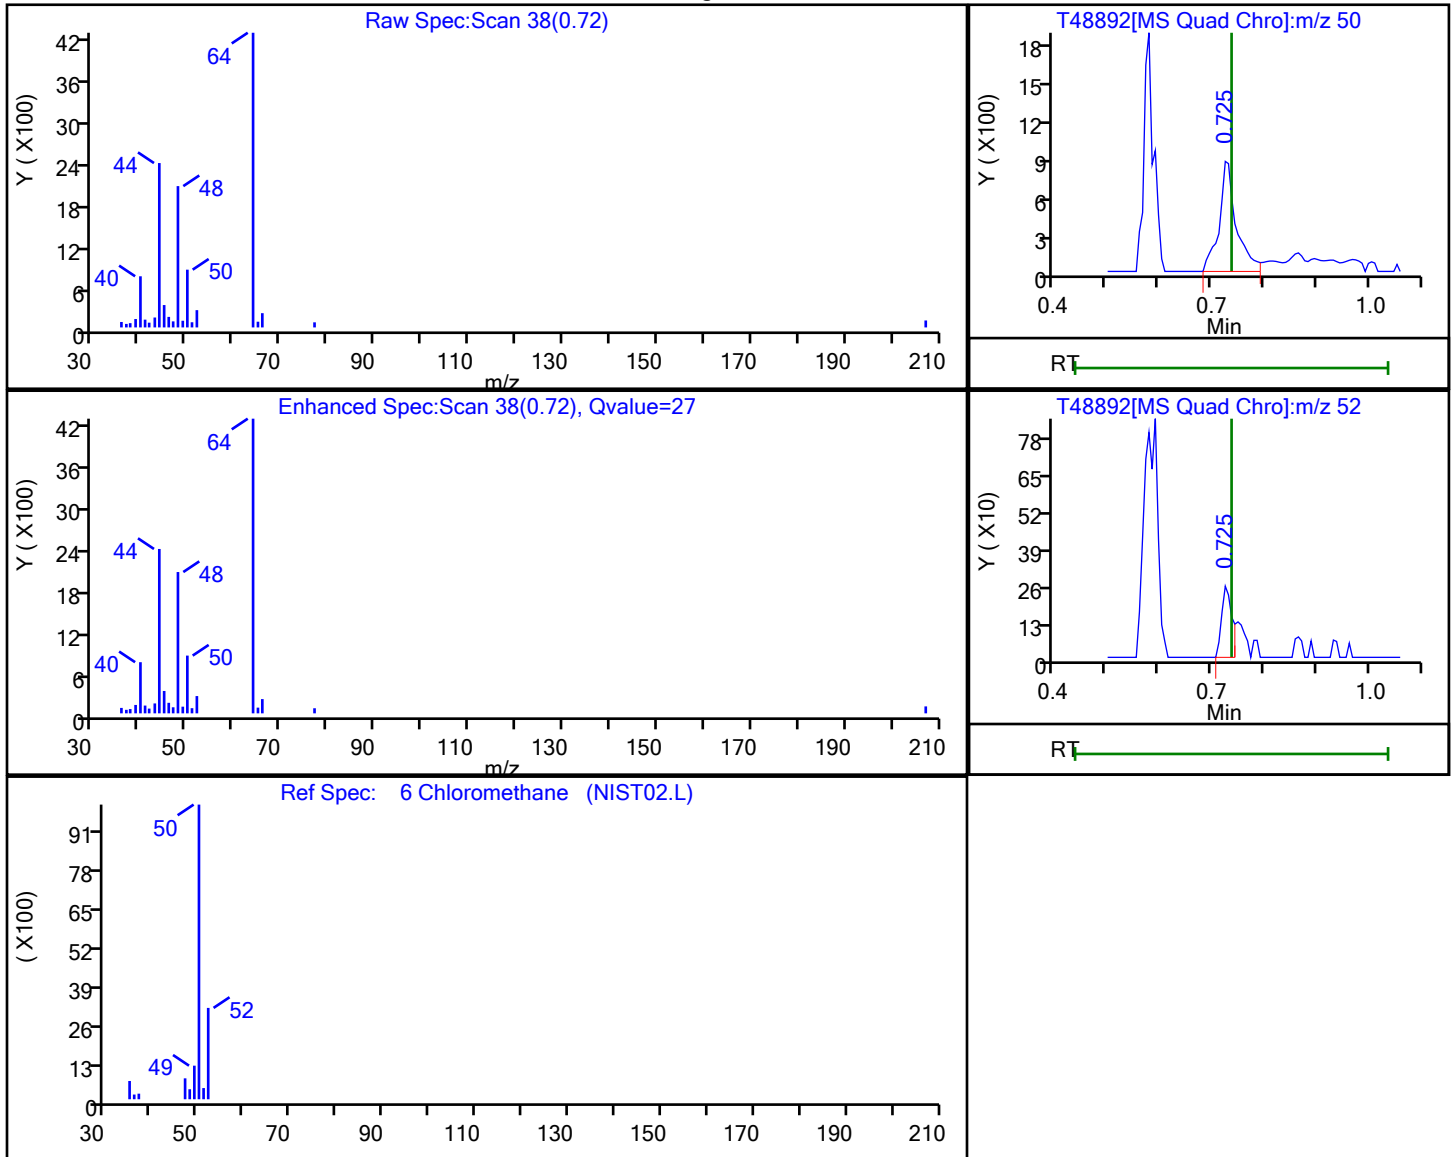 Raw Spec:Scan 38(0.72)
Y ( X100)
42
36
30
24
18
12
6
0
64
44
48
40
50
30 50 70 90 110 130 150 170 190 210
m/z
T48892[MS Quad Chro]:m/z 50
Y ( X100)
18
15
12
9
6
3
0
0.725
0.4 0.7 1.0
Min
RT
Enhanced Spec:Scan 38(0.72), Qvalue=27
Y ( X100)
42
36
30
24
18
12
6
0
64
44
48
40
50
30 50 70 90 110 130 150 170 190 210
m/z
T48892[MS Quad Chro]:m/z 52
Y ( X10)
78
65
52
39
26
13
0
0.725
0.4 0.7 1.0
Min
RT
Ref Spec: 6 Chloromethane (NIST02.L)
( X100)
91
78
65
52
39
26
13
0
50
52
49
30 50 70 90 110 130 150 170 190 210